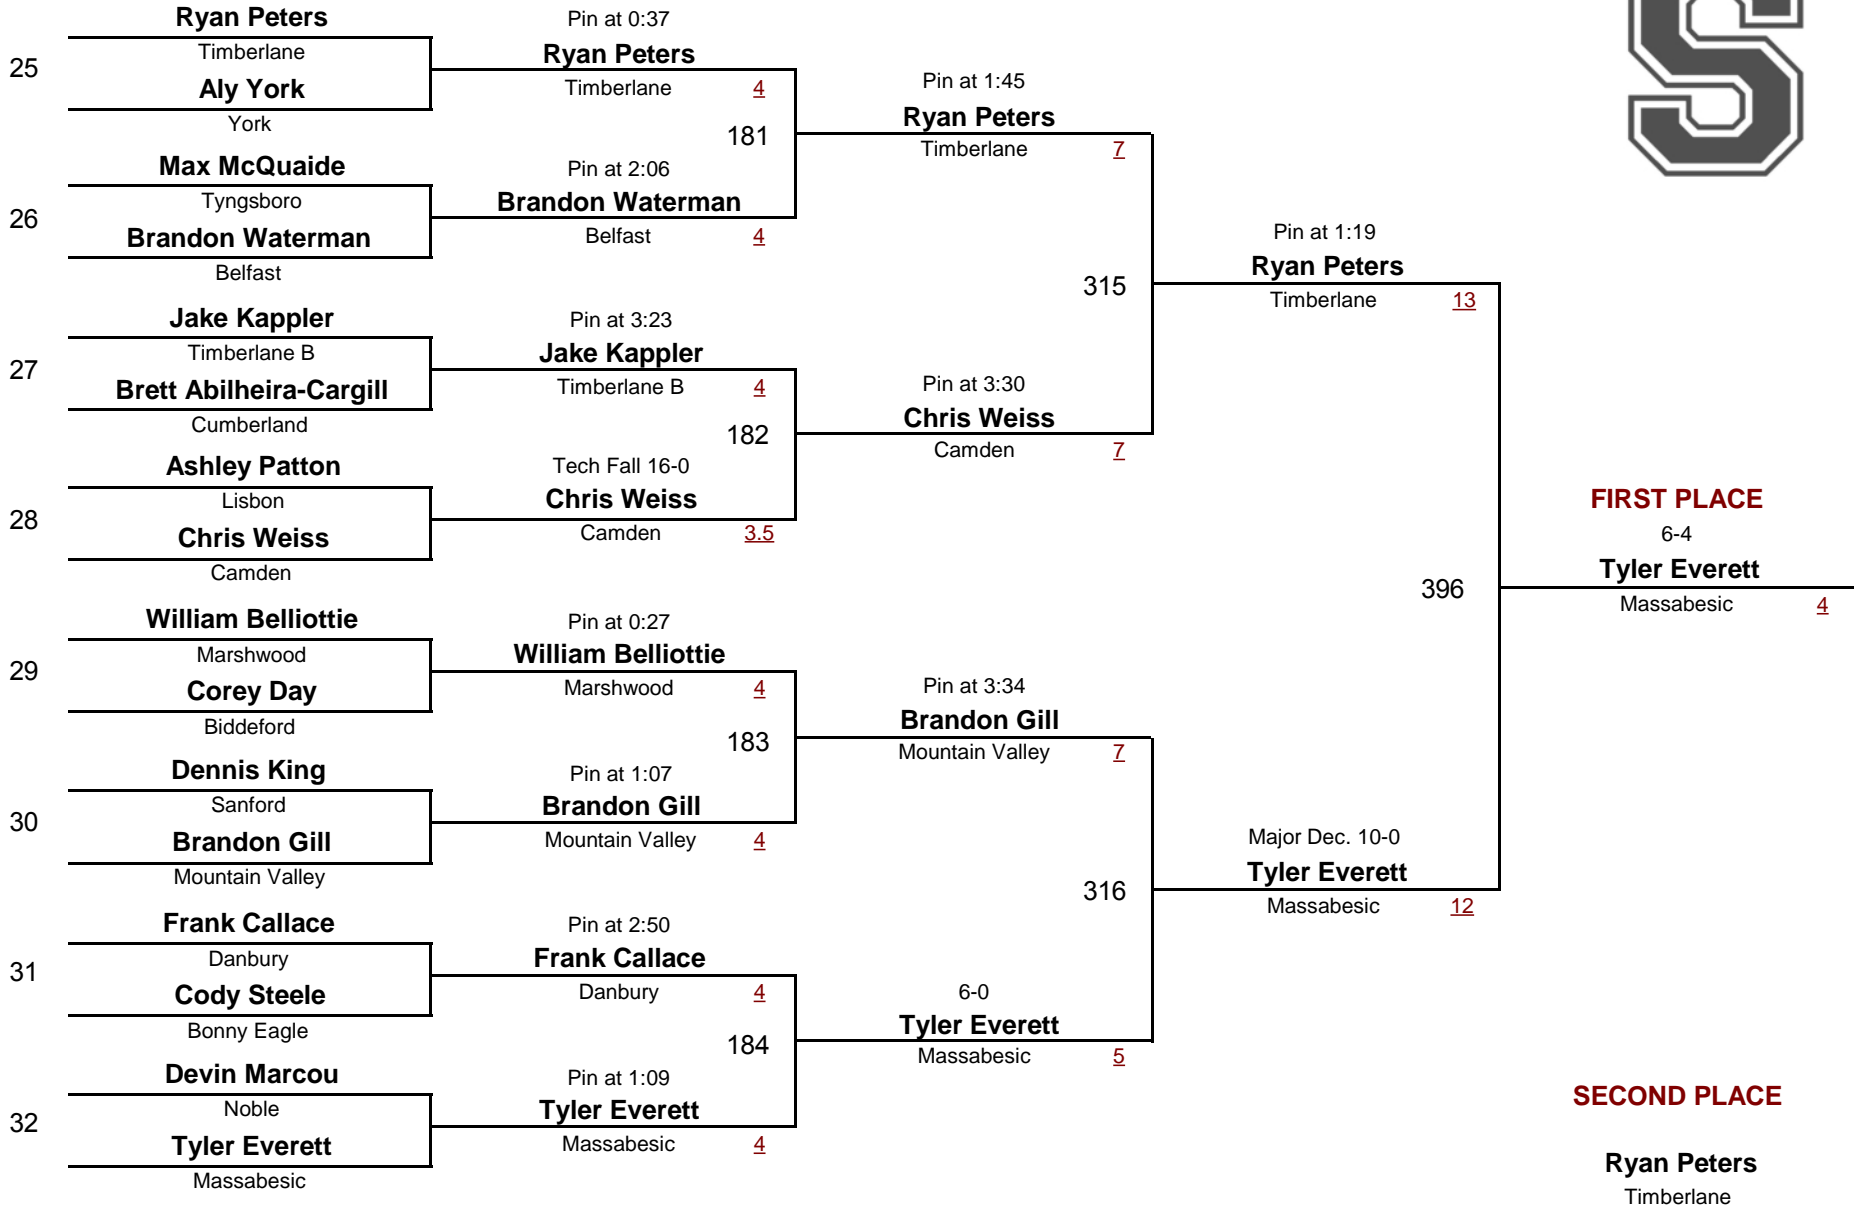 Ryan Peters
25
Timberlane
Aly York
York
Pin at 0:37
Ryan Peters
Timberlane 4
181
Max McQuaide
26
Tyngsboro
Brandon Waterman
Belfast
Pin at 2:06
Brandon Waterman
Belfast 4
Pin at 1:45
Ryan Peters
Timberlane 7
Jake Kappler
27
Timberlane B
Brett Abilheira-Cargill
Cumberland
Pin at 3:23
Jake Kappler
Timberlane B 4
182
Ashley Patton
28
Lisbon
Chris Weiss
Camden
Tech Fall 16-0
Chris Weiss
Camden 3.5
Pin at 3:30
Chris Weiss
Camden 7
315
Pin at 1:19
Ryan Peters
Timberlane 13
William Belliottie
29
Marshwood
Corey Day
Biddeford
Pin at 0:27
William Belliottie
Marshwood 4
183
Dennis King
30
Sanford
Brandon Gill
Mountain Valley
Pin at 1:07
Brandon Gill
Mountain Valley 4
Pin at 3:34
Brandon Gill
Mountain Valley 7
Frank Callace
31
Danbury
Cody Steele
Bonny Eagle
Pin at 2:50
Frank Callace
Danbury 4
184
Devin Marcou
32
Noble
Tyler Everett
Massabesic
Pin at 1:09
Tyler Everett
Massabesic 4
6-0
Tyler Everett
Massabesic 5
316
Major Dec. 10-0
Tyler Everett
Massabesic 12
396
S
FIRST PLACE
6-4
Tyler Everett
Massabesic 4
SECOND PLACE
Ryan Peters
Timberlane